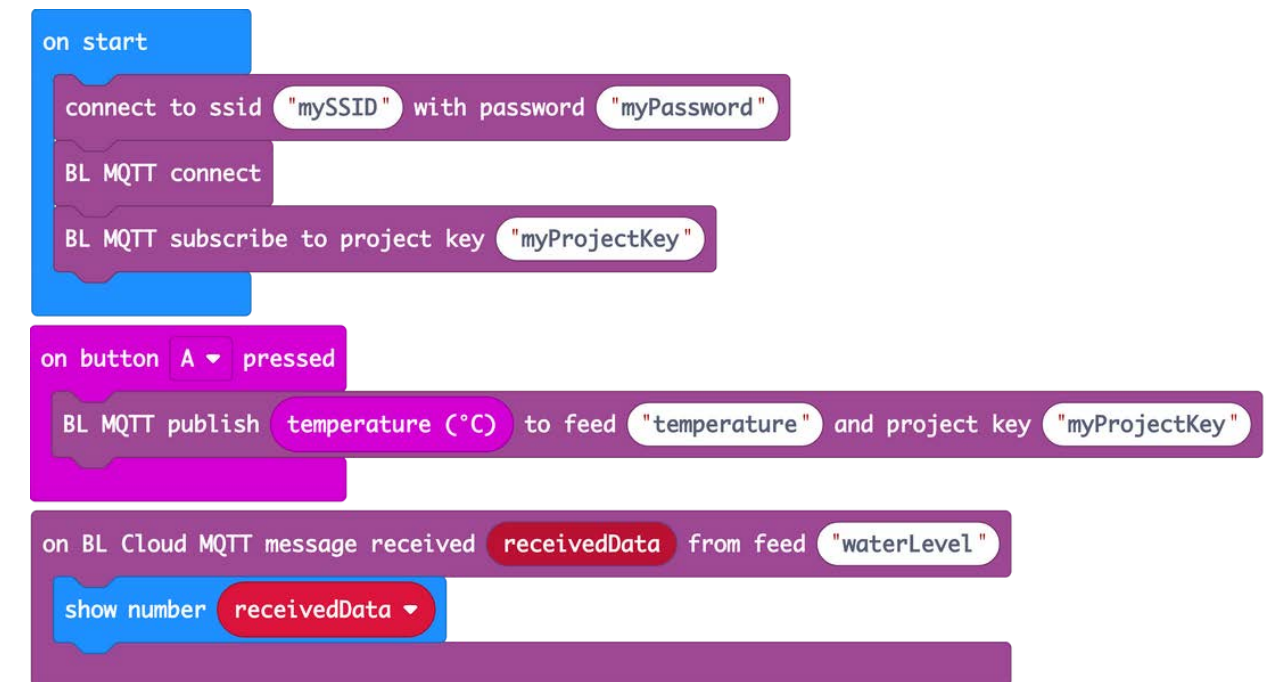 on start
connect to ssid "mySSID" with password "myPassword"
BL MQTT connect
BL MQTT subscribe to project key "myProjectKey"
on button A pressed
BL MQTT publish temperature (°C) to feed "temperature" and project key "myProjectKey"
on BL Cloud MQTT message received receivedData from feed "waterLevel"
show number receivedData